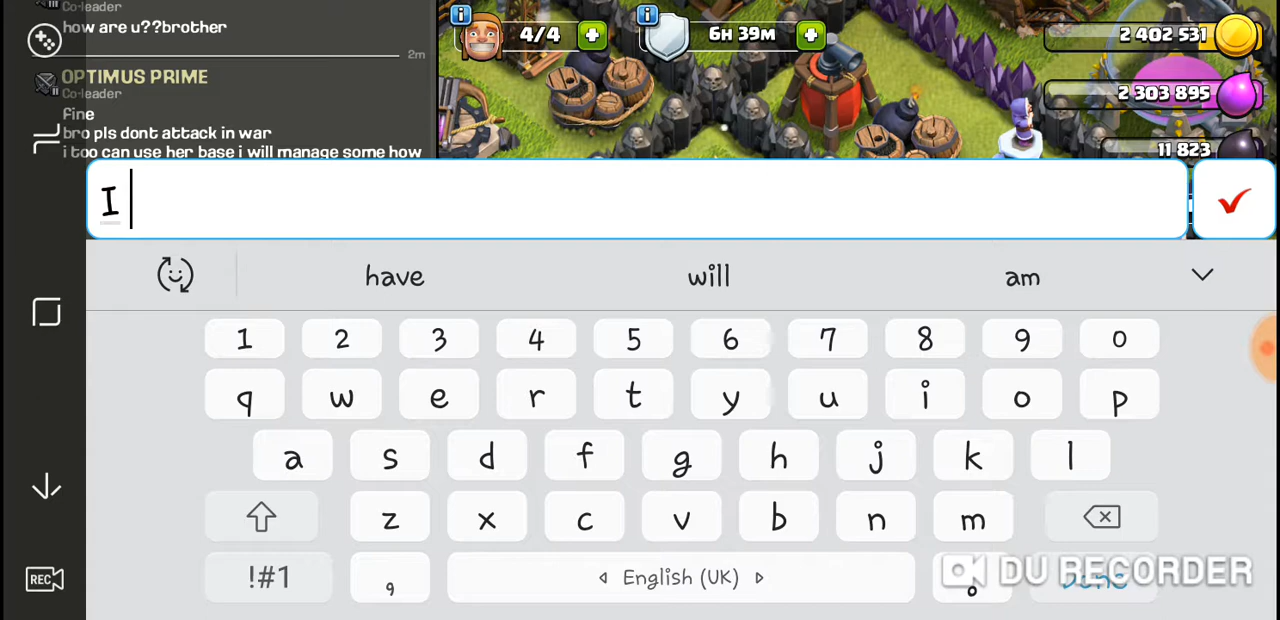 Co-leader
how are u??brother
2m
OPTIMUS PRIME
Co-leader
fine
bro pls dont attack in war
i too can use her base i will manage some how
4/4
6h 39m
2 402 531
2 303 895
11 823
I
have will am
1 2 3 4 5 6 7 8 9 0
q w e r t y u i o p
a s d f g h j k l
z x c v b n m
!#1 , English (UK) . Done
REC
DU RECORDER